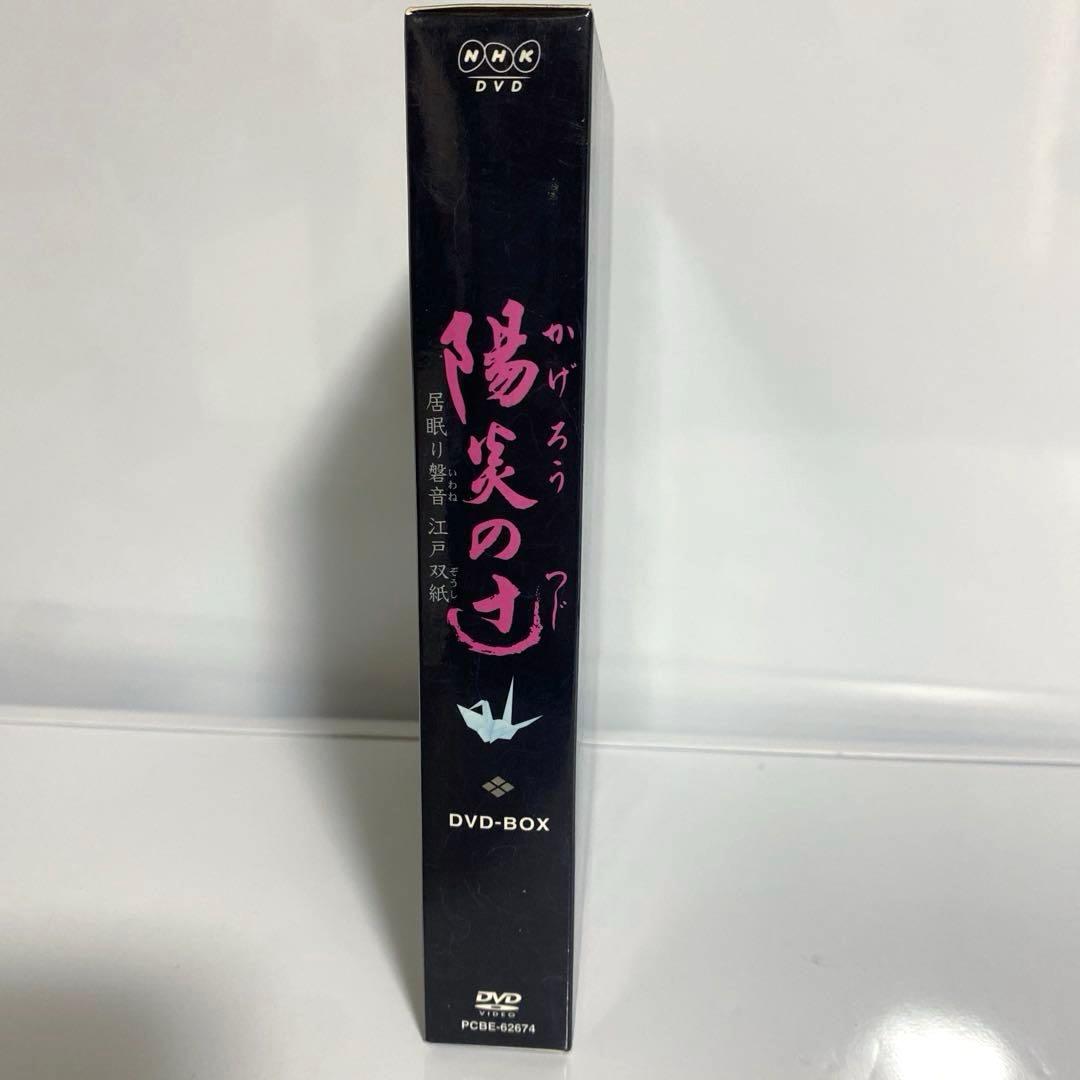 NHK
DVD
かげろう つじ
陽炎の辻
居眠り磐音 江戸双紙
いわね ぞうし
DVD-BOX
DVD
VIDEO
PCBE-62674